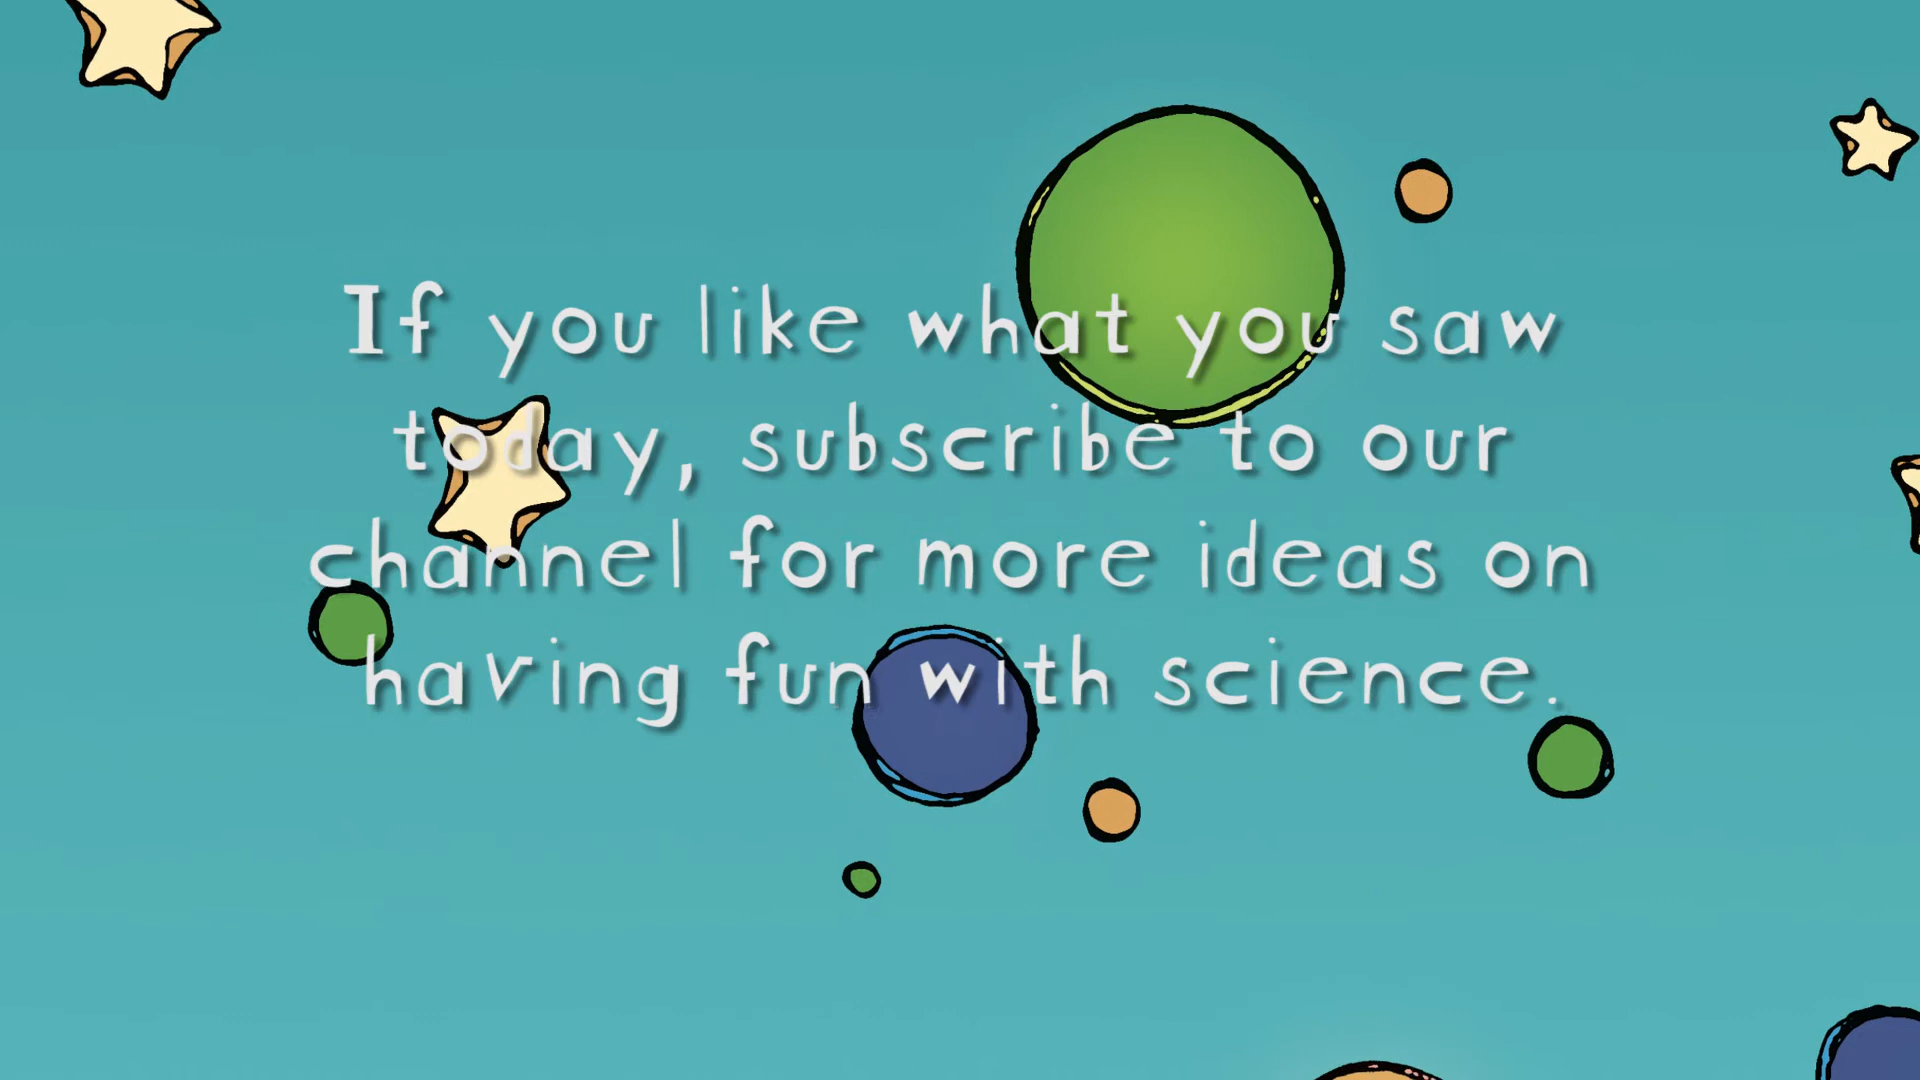 If you like what you saw
today, subscribe to our
channel for more ideas on
having fun with science.